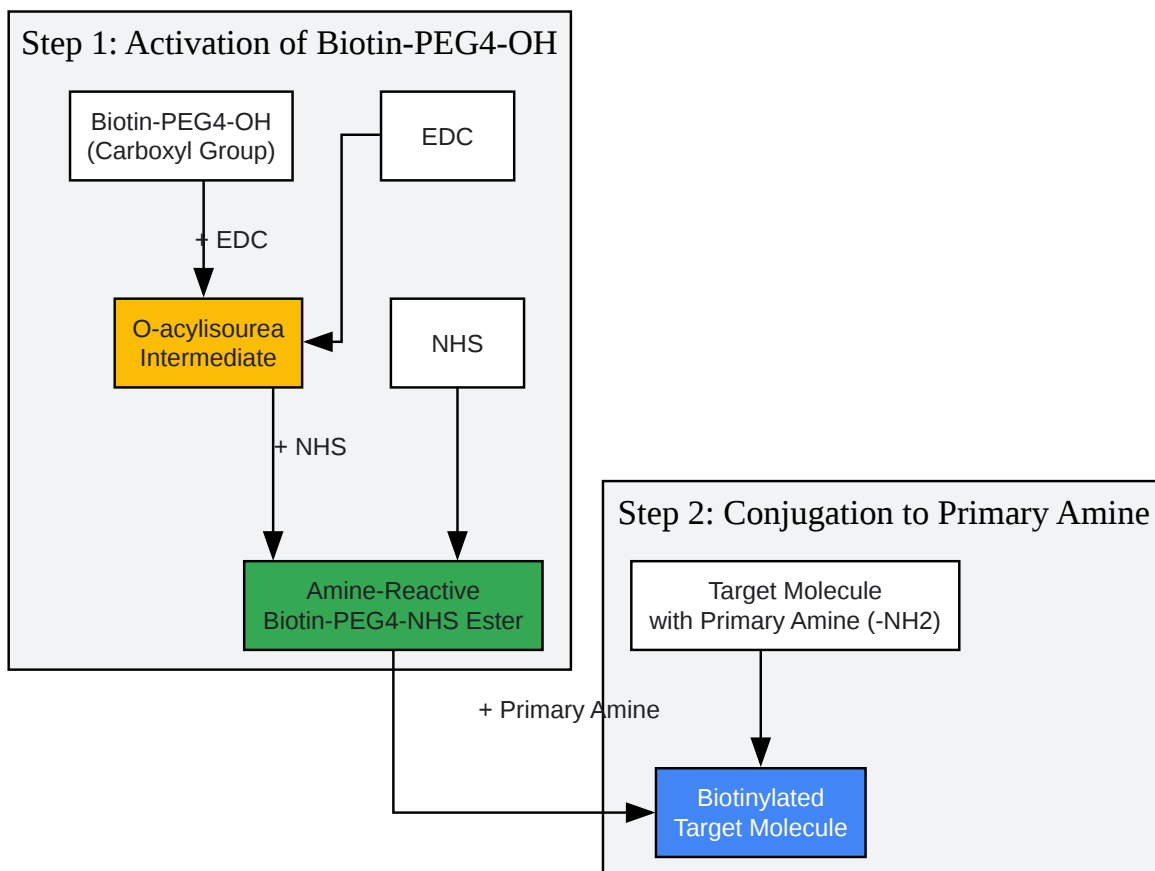 Step 1: Activation of Biotin-PEG4-OH
Biotin-PEG4-OH
(Carboxyl Group)
EDC
+ EDC
O-acylisourea
Intermediate
NHS
+ NHS
Amine-Reactive
Biotin-PEG4-NHS Ester
Step 2: Conjugation to Primary Amine
Target Molecule
with Primary Amine (-NH2)
+ Primary Amine
Biotinylated
Target Molecule